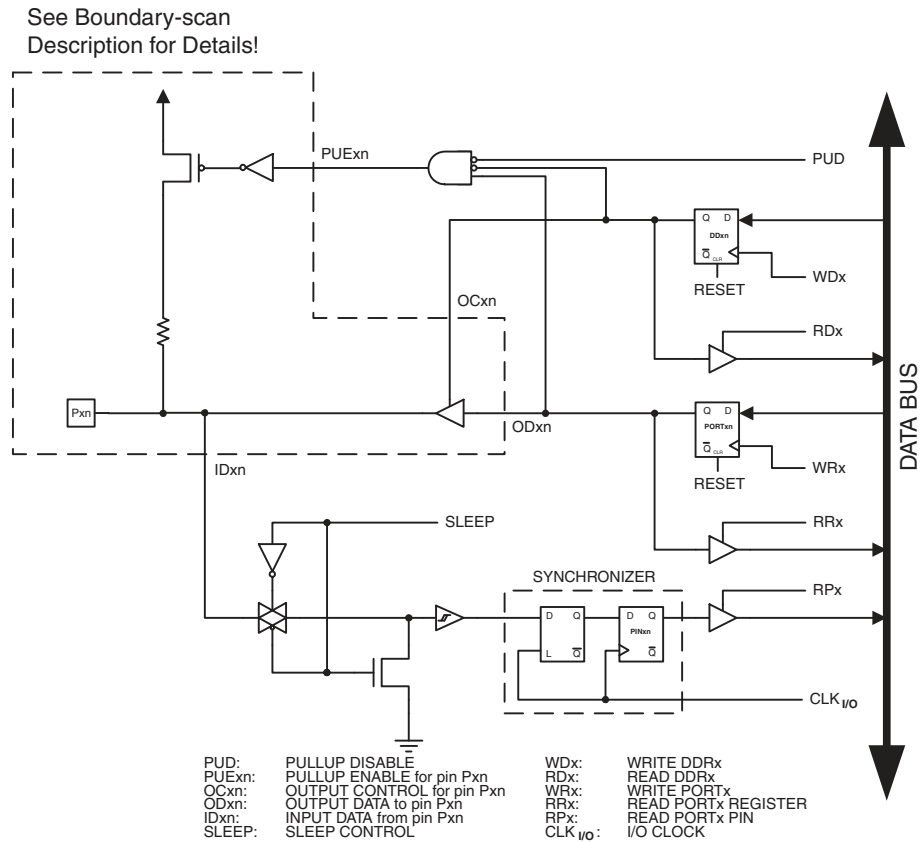 See Boundary-scan
Description for Details!
PUExn
PUD
Q D
DDxn
Q CLR
WDx
RESET
OCxn
RDx
Pxn
ODxn
Q D
PORTxn
Q CLR
WRx
RESET
IDxn
DATA BUS
SLEEP
RRx
SYNCHRONIZER
RPx
D Q
L Q
D Q
PINxn
Q
CLK I/O
PUD: PULLUP DISABLE
PUExn: PULLUP ENABLE for pin Pxn
OCxn: OUTPUT CONTROL for pin Pxn
ODxn: OUTPUT DATA to pin Pxn
IDxn: INPUT DATA from pin Pxn
SLEEP: SLEEP CONTROL
WDx: WRITE DDRx
RDx: READ DDRx
WRx: WRITE PORTx
RRx: READ PORTx REGISTER
RPx: READ PORTx PIN
CLK I/O: I/O CLOCK